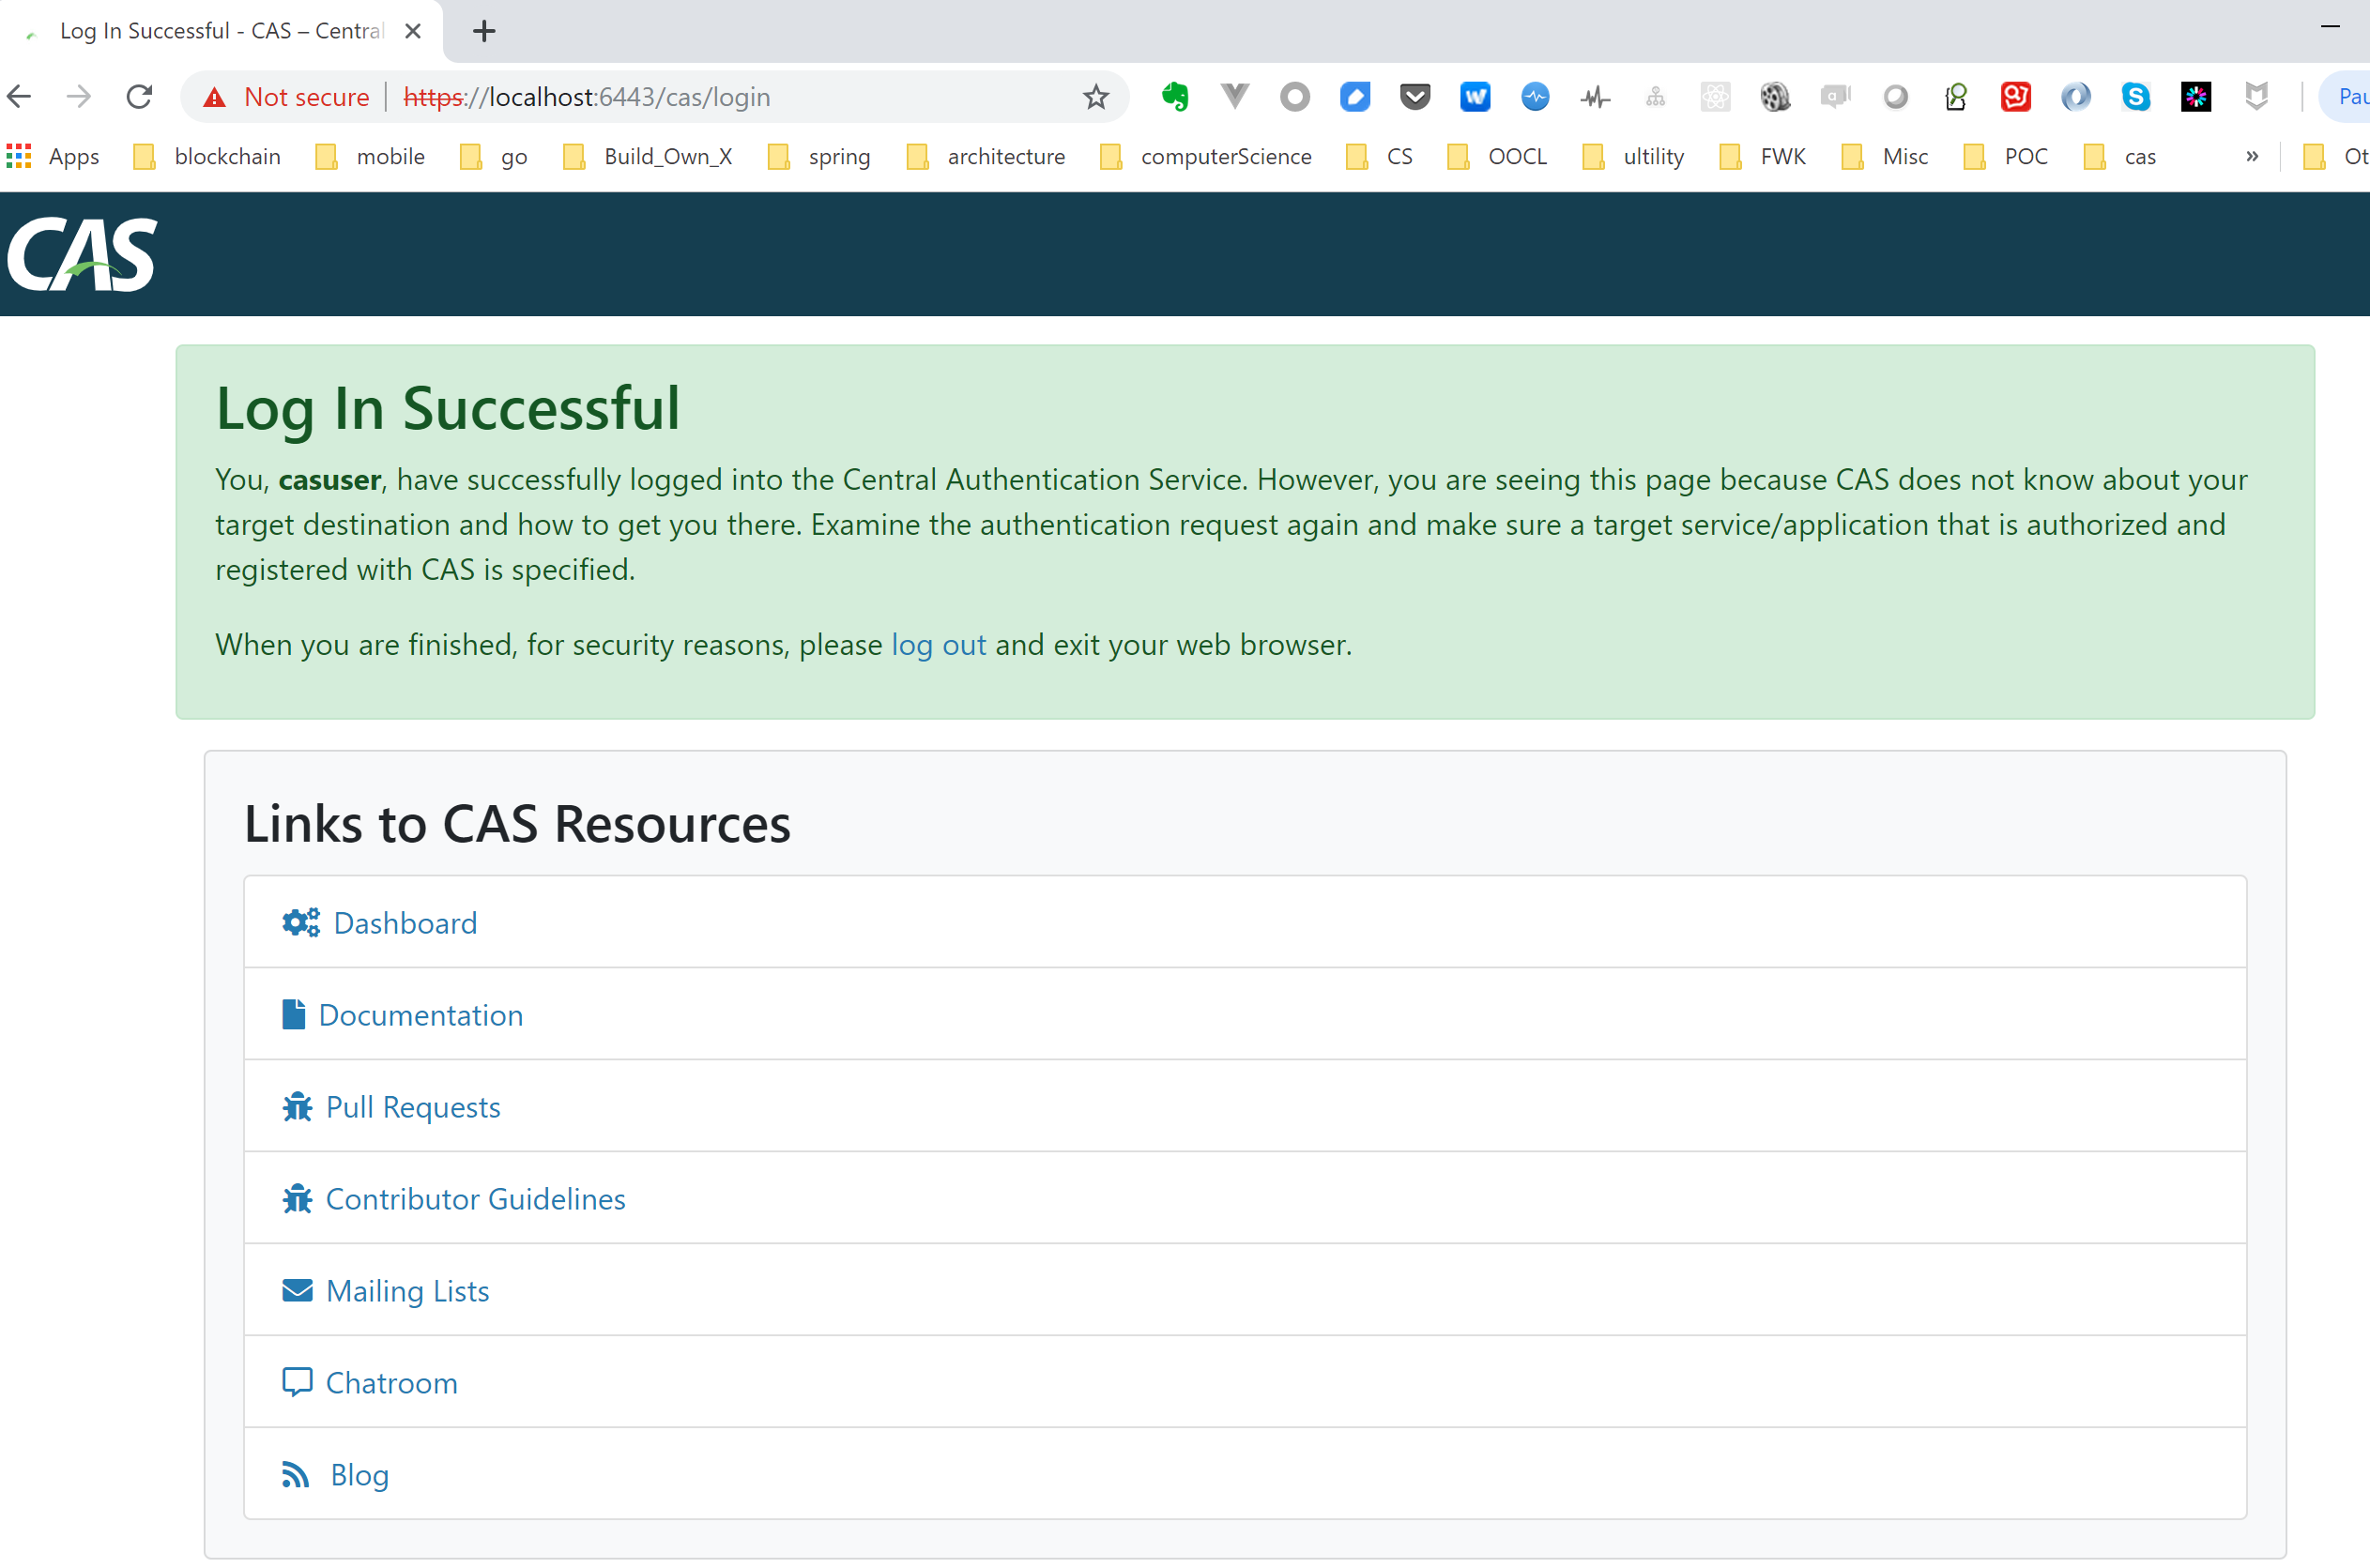 Log In Successful - CAS – Central
Not secure https://localhost:6443/cas/login Pau
Apps blockchain mobile go Build_Own_X spring architecture computerScience CS OOCL ultility FWK Misc POC cas » Ot
CAS
Log In Successful
You, casuser, have successfully logged into the Central Authentication Service. However, you are seeing this page because CAS does not know about your
target destination and how to get you there. Examine the authentication request again and make sure a target service/application that is authorized and
registered with CAS is specified.
When you are finished, for security reasons, please log out and exit your web browser.
Links to CAS Resources
Dashboard
Documentation
Pull Requests
Contributor Guidelines
Mailing Lists
Chatroom
Blog